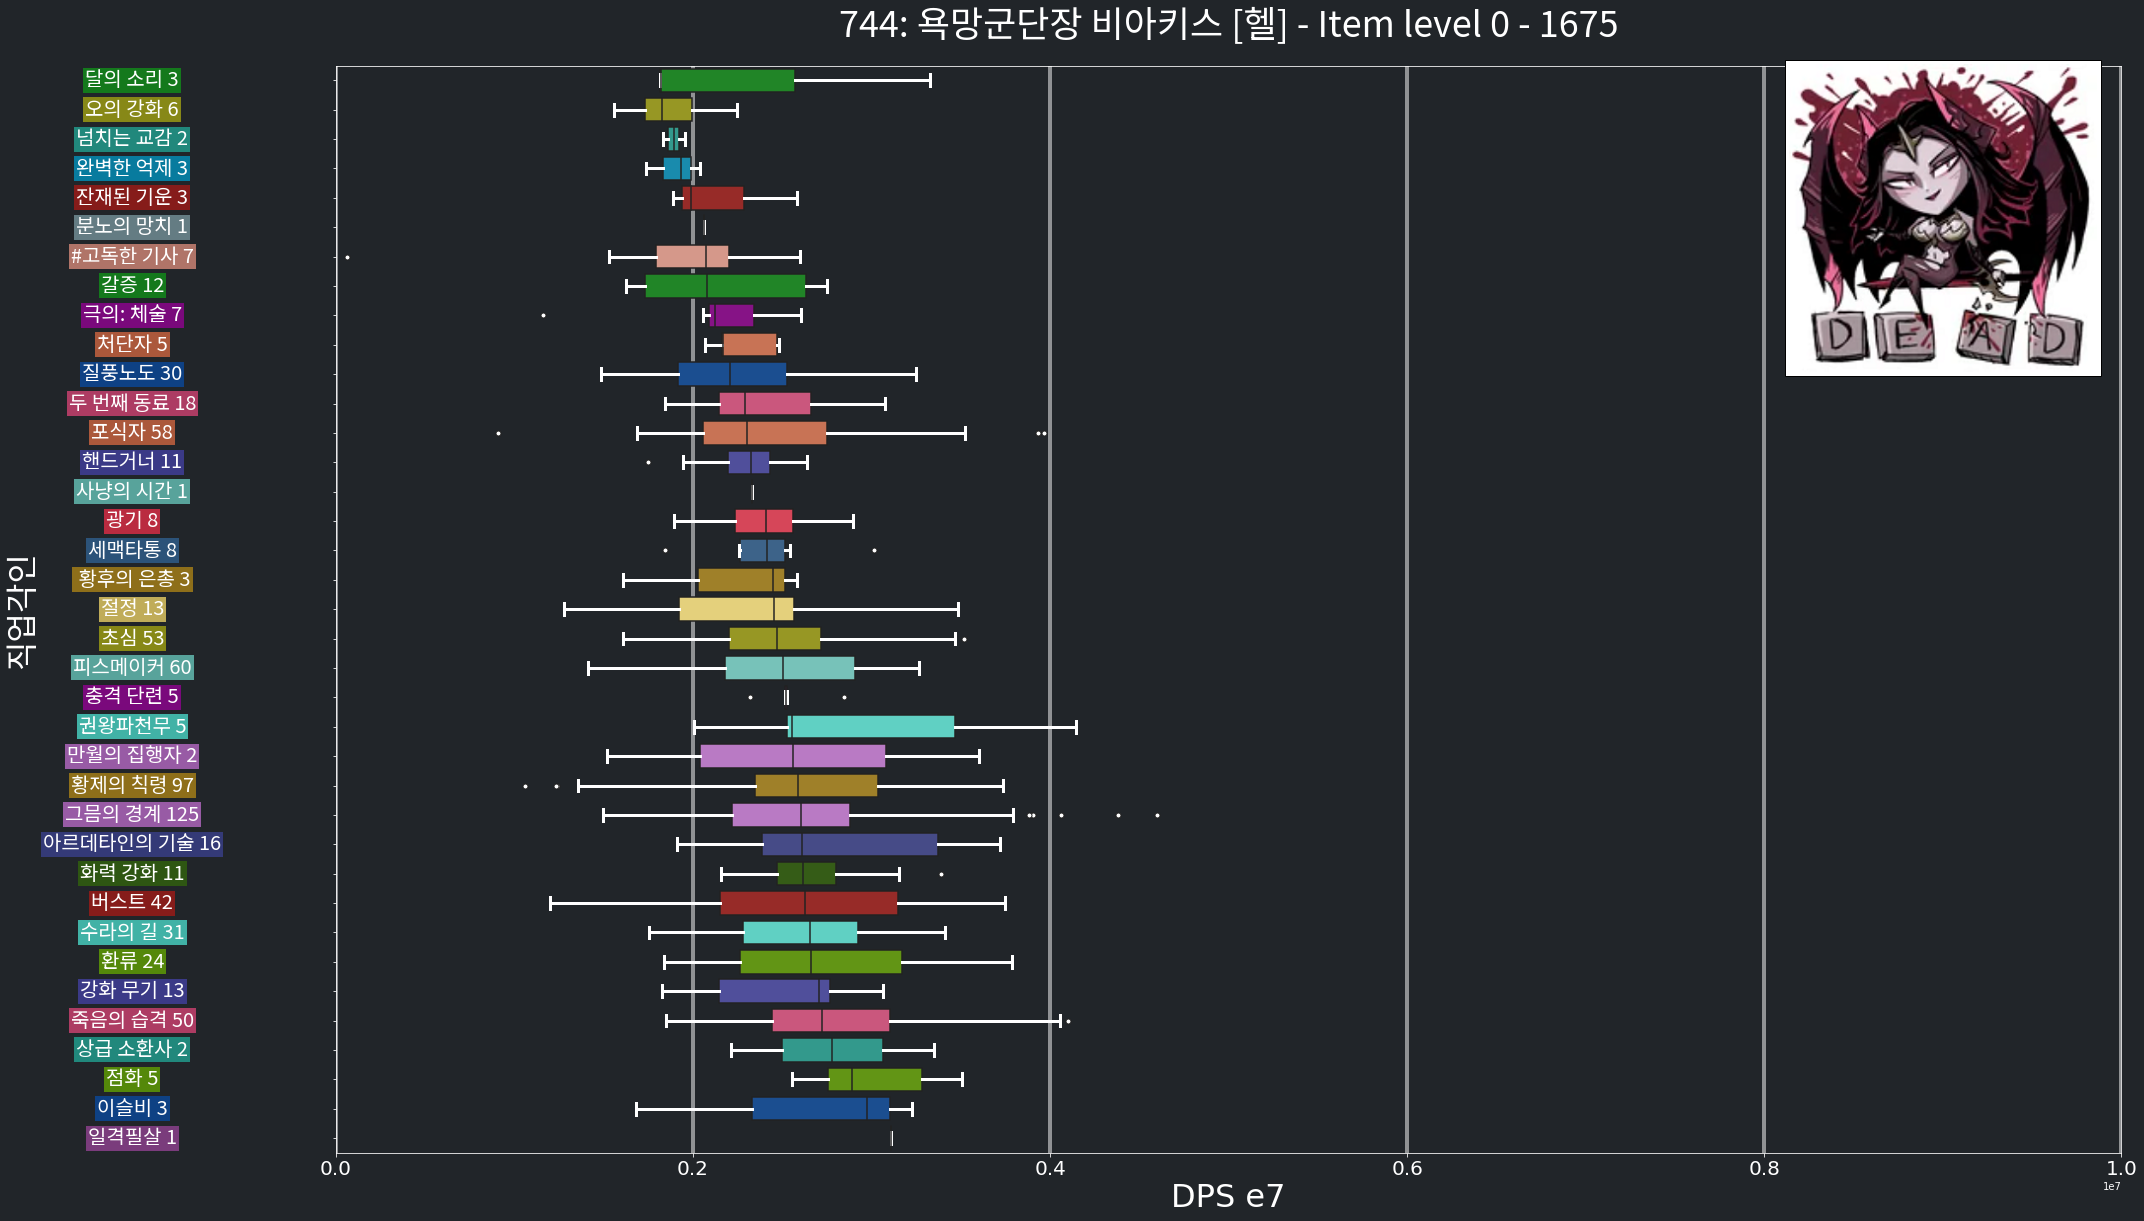 744: 욕망군단장 비아키스 [헬] - Item level 0 - 1675
달의 소리 3
오의 강화 6
넘치는 교감 2
완벽한 억제 3
잔재된 기운 3
분노의 망치 1
#고독한 기사 7
갈증 12
극의: 체술 7
처단자 5
질풍노도 30
두 번째 동료 18
포식자 58
핸드거너 11
사냥의 시간 1
광기 8
세맥타통 8
황후의 은총 3
절정 13
초심 53
피스메이커 60
충격 단련 5
권왕파천무 5
만월의 집행자 2
황제의 칙령 97
그믐의 경계 125
아르데타인의 기술 16
화력 강화 11
버스트 42
수라의 길 31
환류 24
강화 무기 13
죽음의 습격 50
상급 소환사 2
점화 5
이슬비 3
일격필살 1
직업각인
D E A D
0.0 0.2 0.4 0.6 0.8 1.0
1e7
DPS e7